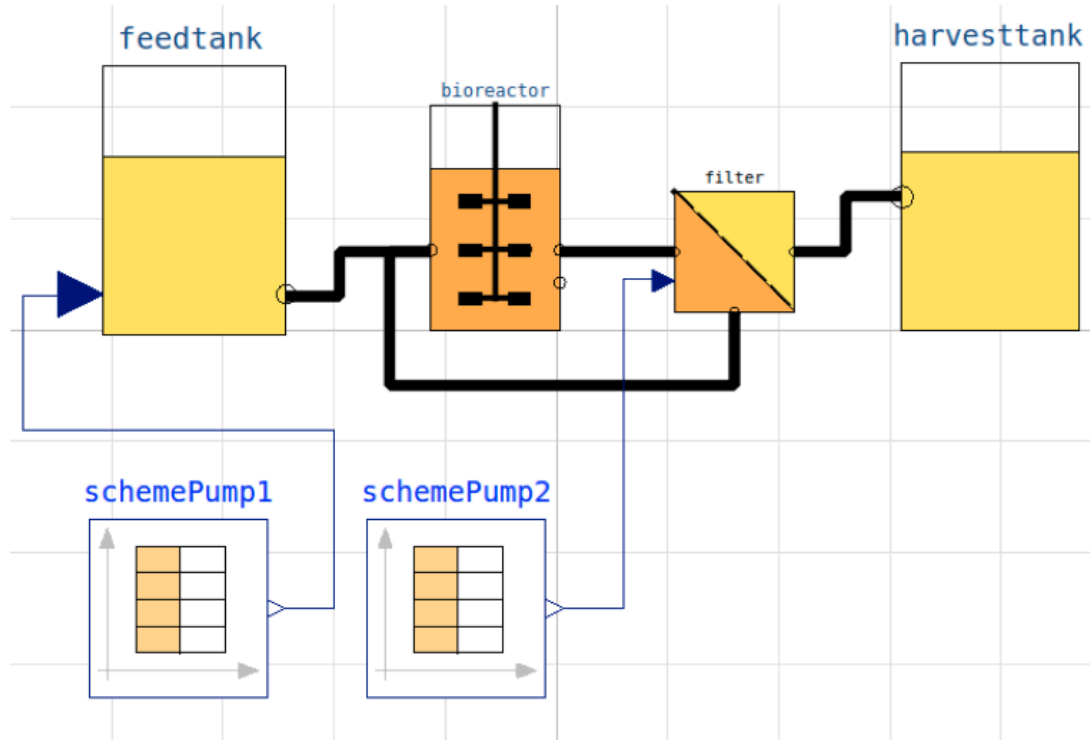 feedtank
harvesttank
bioreactor
filter
schemePump1
schemePump2